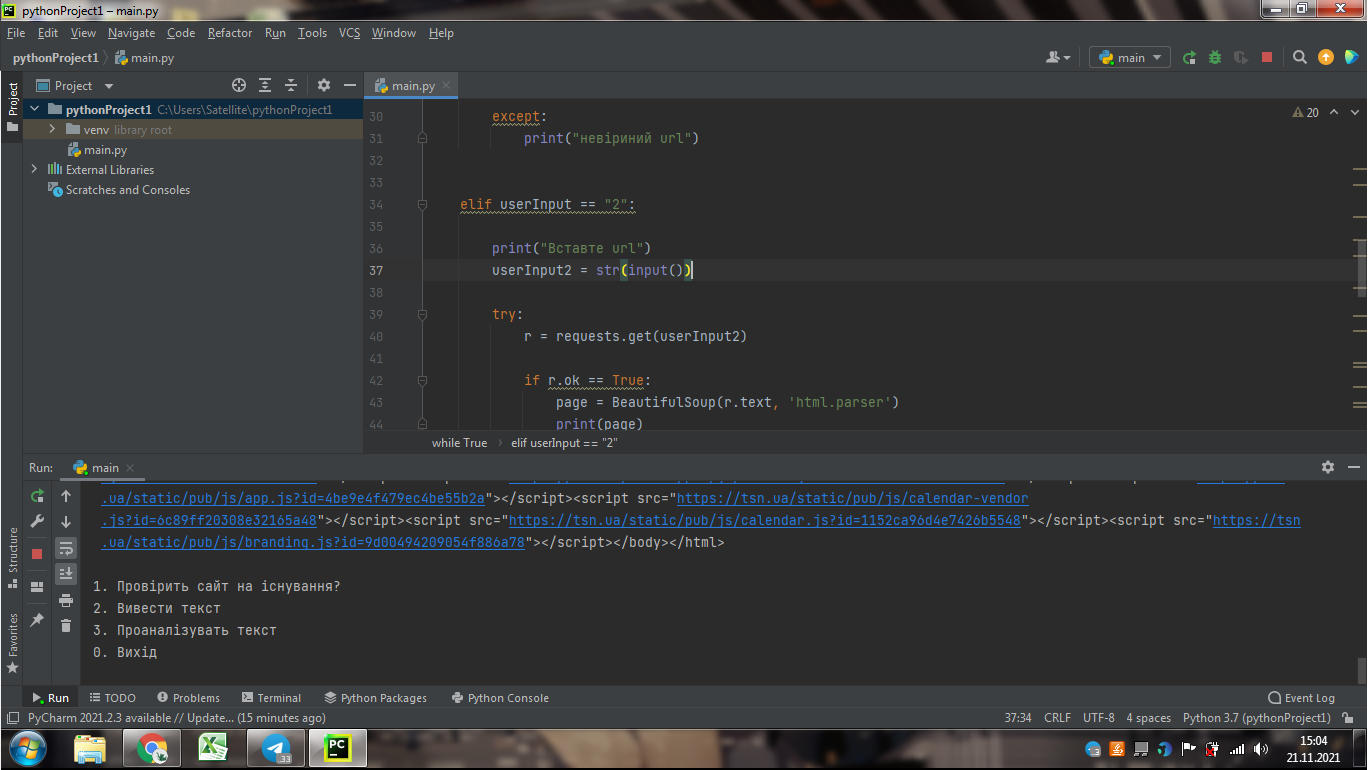 pythonProject1 – main.py
File Edit View Navigate Code Refactor Run Tools VCS Window Help
pythonProject1 main.py
main
Project
Project
main.py
pythonProject1 C:\Users\Satellite\pythonProject1
venv library root
main.py
External Libraries
Scratches and Consoles
20
30 except:
31 print("невіриний url")
32
33
34 elif userInput == "2":
35
36 print("Вставте url")
37 userInput2 = str(input())
38
39 try:
40 r = requests.get(userInput2)
41
42 if r.ok == True:
43 page = BeautifulSoup(r.text, 'html.parser')
44 print(page)
while True elif userInput == "2"
Run: main
.ua/static/pub/js/app.js?id=4be9e4f479ec4be55b2a"></script><script src="https://tsn.ua/static/pub/js/calendar-vendor
.js?id=6c89ff20308e32165a48"></script><script src="https://tsn.ua/static/pub/js/calendar.js?id=1152ca96d4e7426b5548"></script><script src="https://tsn
.ua/static/pub/js/branding.js?id=9d00494209054f886a78"></script></body></html>
1. Провірить сайт на існування?
2. Вивести текст
3. Проаналізувать текст
0. Вихід
Structure
Favorites
Run TODO Problems Terminal Python Packages Python Console Event Log
PyCharm 2021.2.3 available // Update... (15 minutes ago) 37:34 CRLF UTF-8 4 spaces Python 3.7 (pythonProject1)
PC
33
15:04
21.11.2021